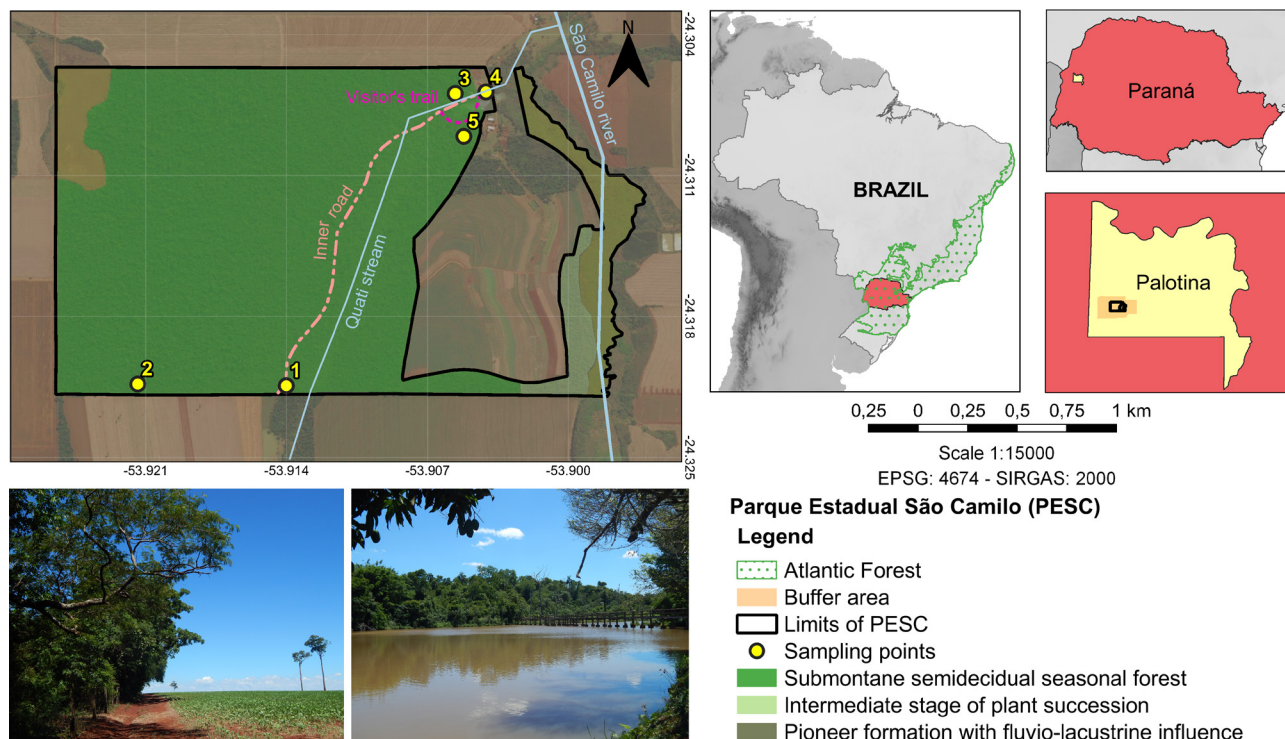 N
-24.304
-24.311
-24.318
-24.325
São Camilo river
3
4
Visitor's trail
5
Inner road
Quati stream
2
1
-53.921
-53.914
-53.907
-53.900
BRAZIL
Paraná
Palotina
0,25 0 0,25 0,5 0,75 1 km
Scale 1:15000
EPSG: 4674 - SIRGAS: 2000
Parque Estadual São Camilo (PESC)
Legend
Atlantic Forest
Buffer area
Limits of PESC
Sampling points
Submontane semidecidual seasonal forest
Intermediate stage of plant succession
Pioneer formation with fluvio-lacustrine influence